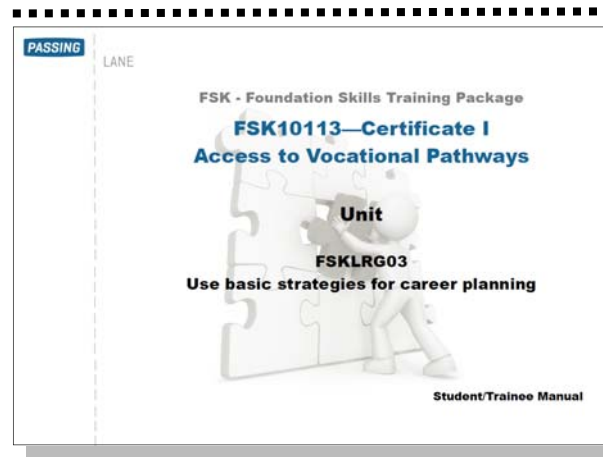 PASSING
LANE
FSK - Foundation Skills Training Package
FSK10113—Certificate I
Access to Vocational Pathways
Unit
FSKLRG03
Use basic strategies for career planning
Student/Trainee Manual